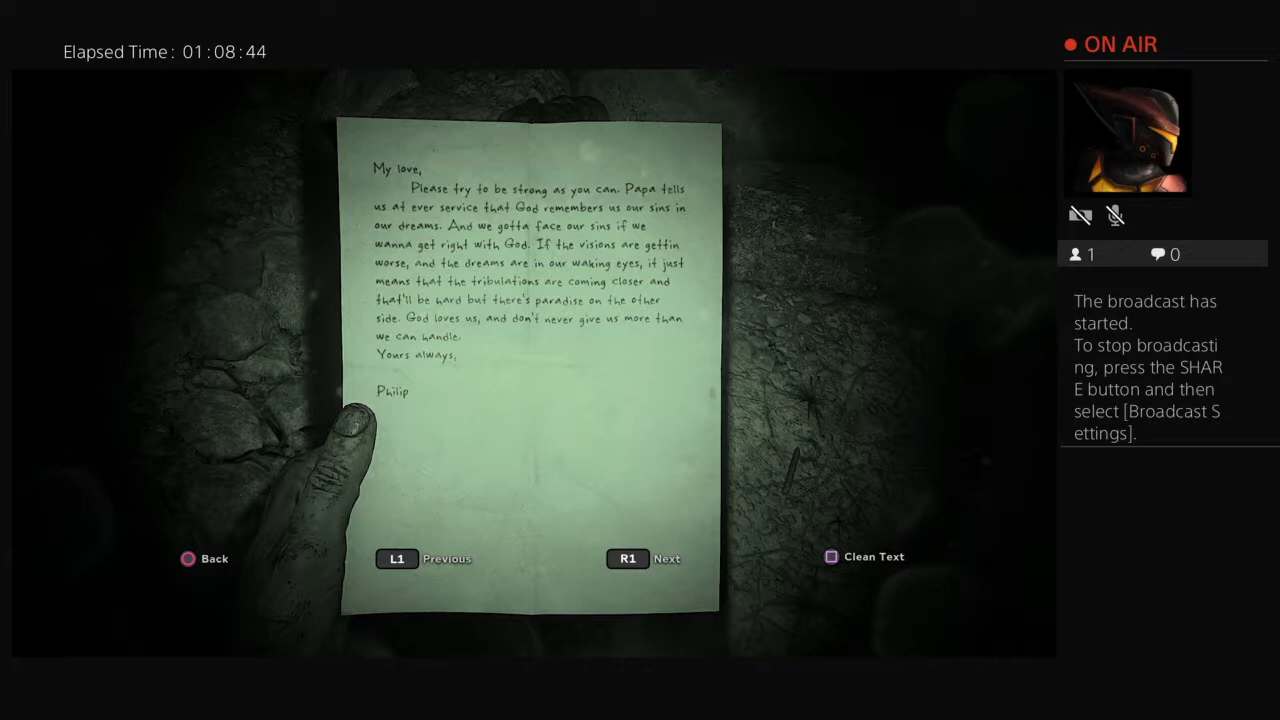 Elapsed Time: 01:08:44
ON AIR
My love,
Please try to be strong as you can. Papa tells
us at ever service that God remembers us our sins in
our dreams. And we gotta face our sins if we
wanna get right with God. If the visions are gettin
worse, and the dreams are in our waking eyes, it just
means that the tribulations are coming closer and
that'll be hard but there's paradise on the other
side. God loves us, and don't never give us more than
we can handle.
Yours always,
Philip
Back
L1 Previous
R1 Next
Clean Text
1
0
The broadcast has
started.
To stop broadcasti
ng, press the SHAR
E button and then
select [Broadcast S
ettings].